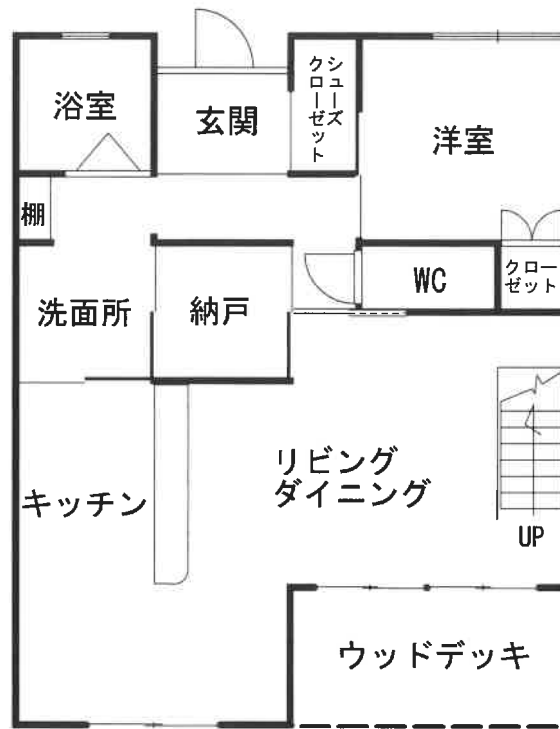 浴室
玄関
シューズ
クローゼット
洋室
棚
洗面所
納戸
WC
クロー
ゼット
キッチン
リビング
ダイニング
UP
ウッドデッキ